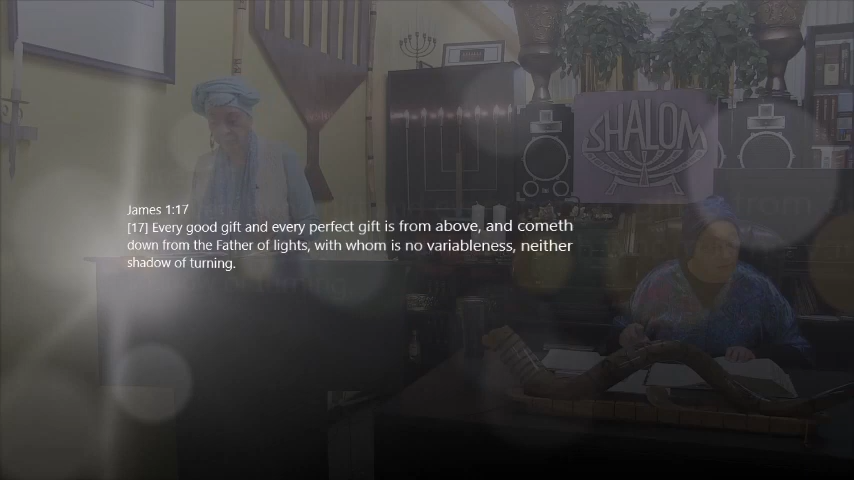 SHALOM
James 1:17
[17] Every good gift and every perfect gift is from above, and cometh
down from the Father of lights, with whom is no variableness, neither
shadow of turning.